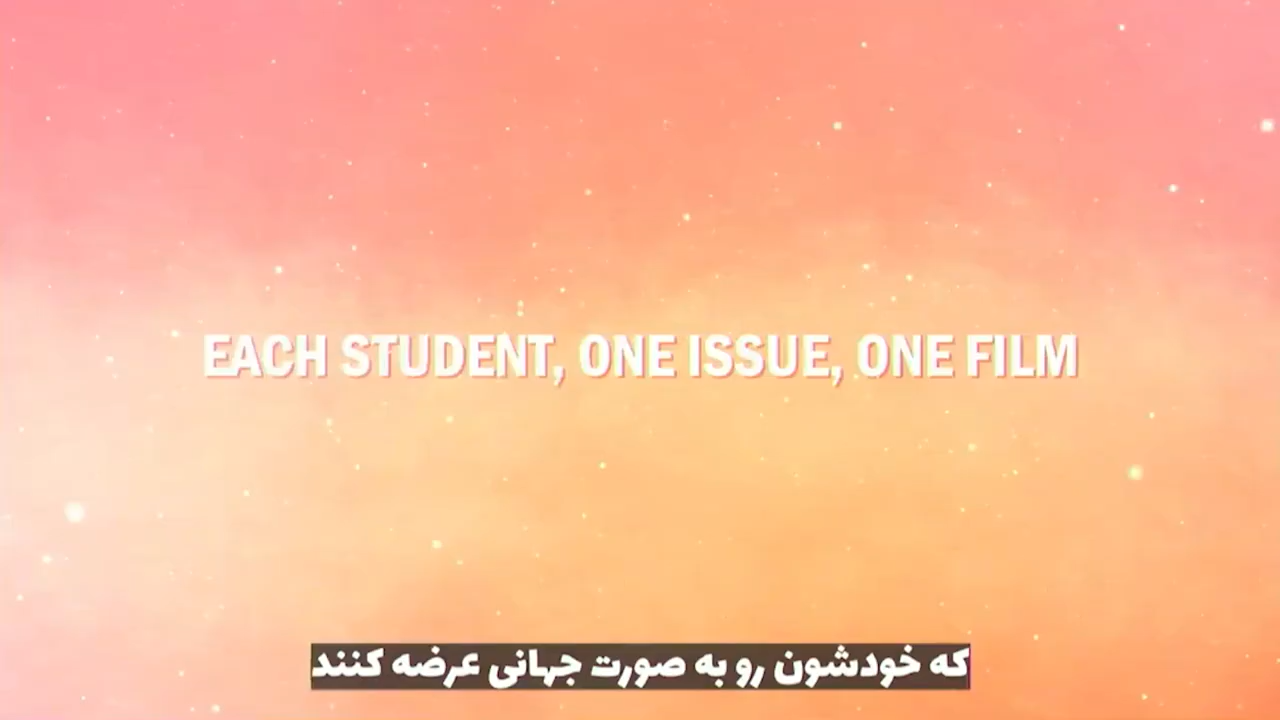 EACH STUDENT, ONE ISSUE, ONE FILM
که خودشون رو به صورت جهانی عرضه کنند